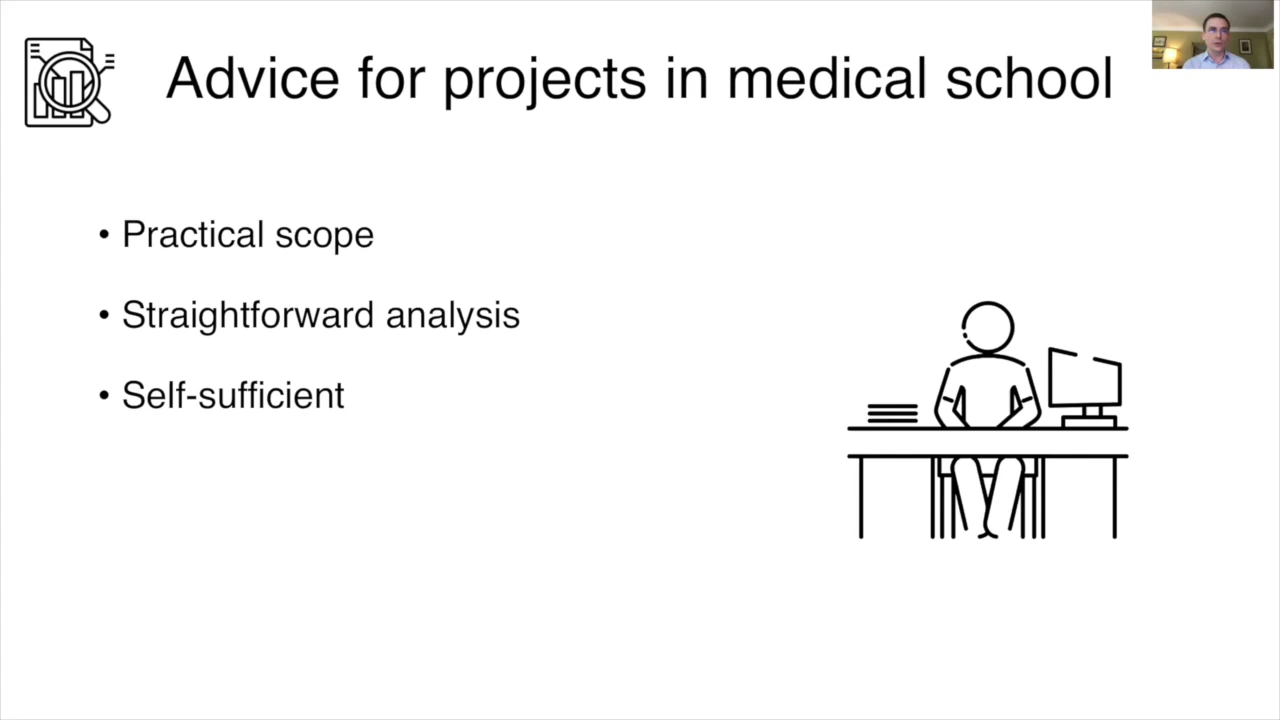 Advice for projects in medical school
• Practical scope
• Straightforward analysis
• Self-sufficient